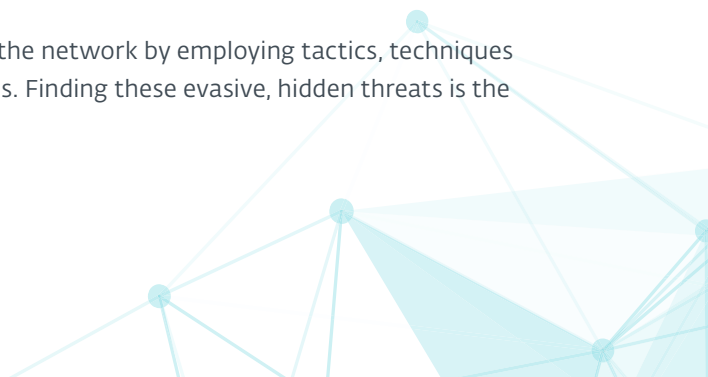 the network by employing tactics, techniques
s. Finding these evasive, hidden threats is the